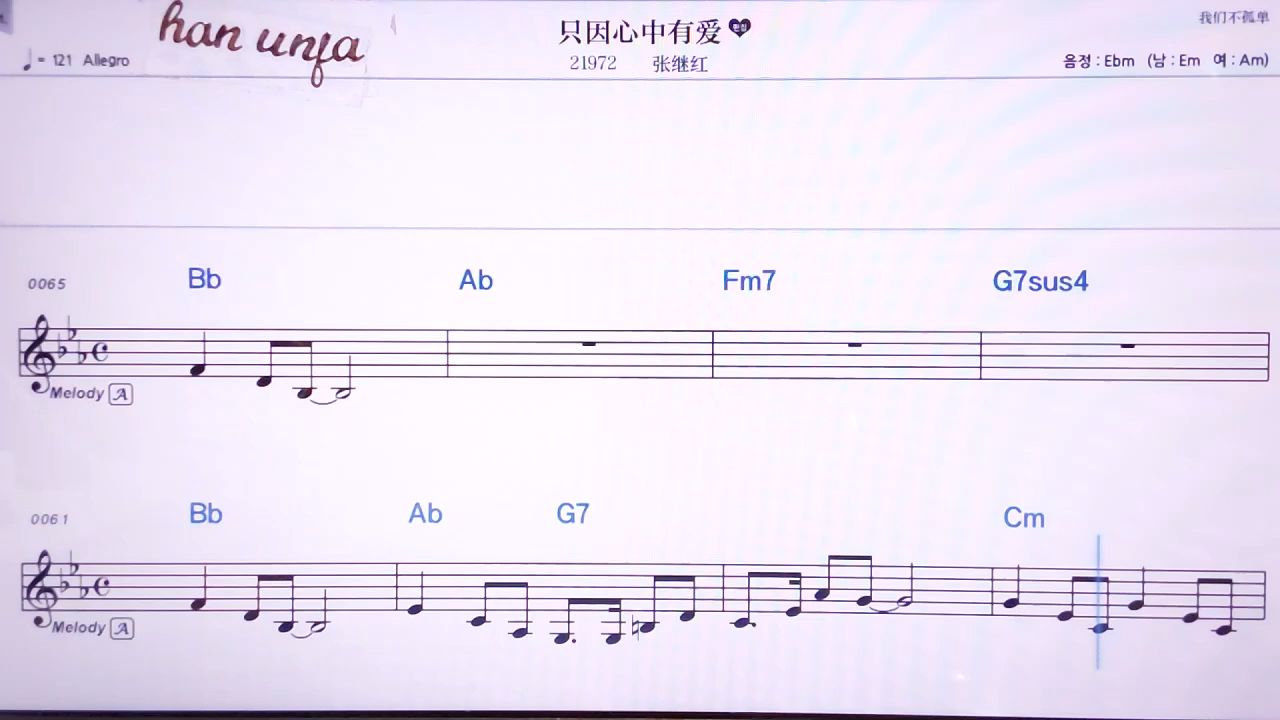 han unfa
只因心中有爱
我们不孤单
♩= 121 Allegro
21972 张继红
음정 : Ebm (남 : Em 여 : Am)
0065
Bb Ab Fm7 G7sus4
Melody A
0061
Bb Ab G7 Cm
Melody A